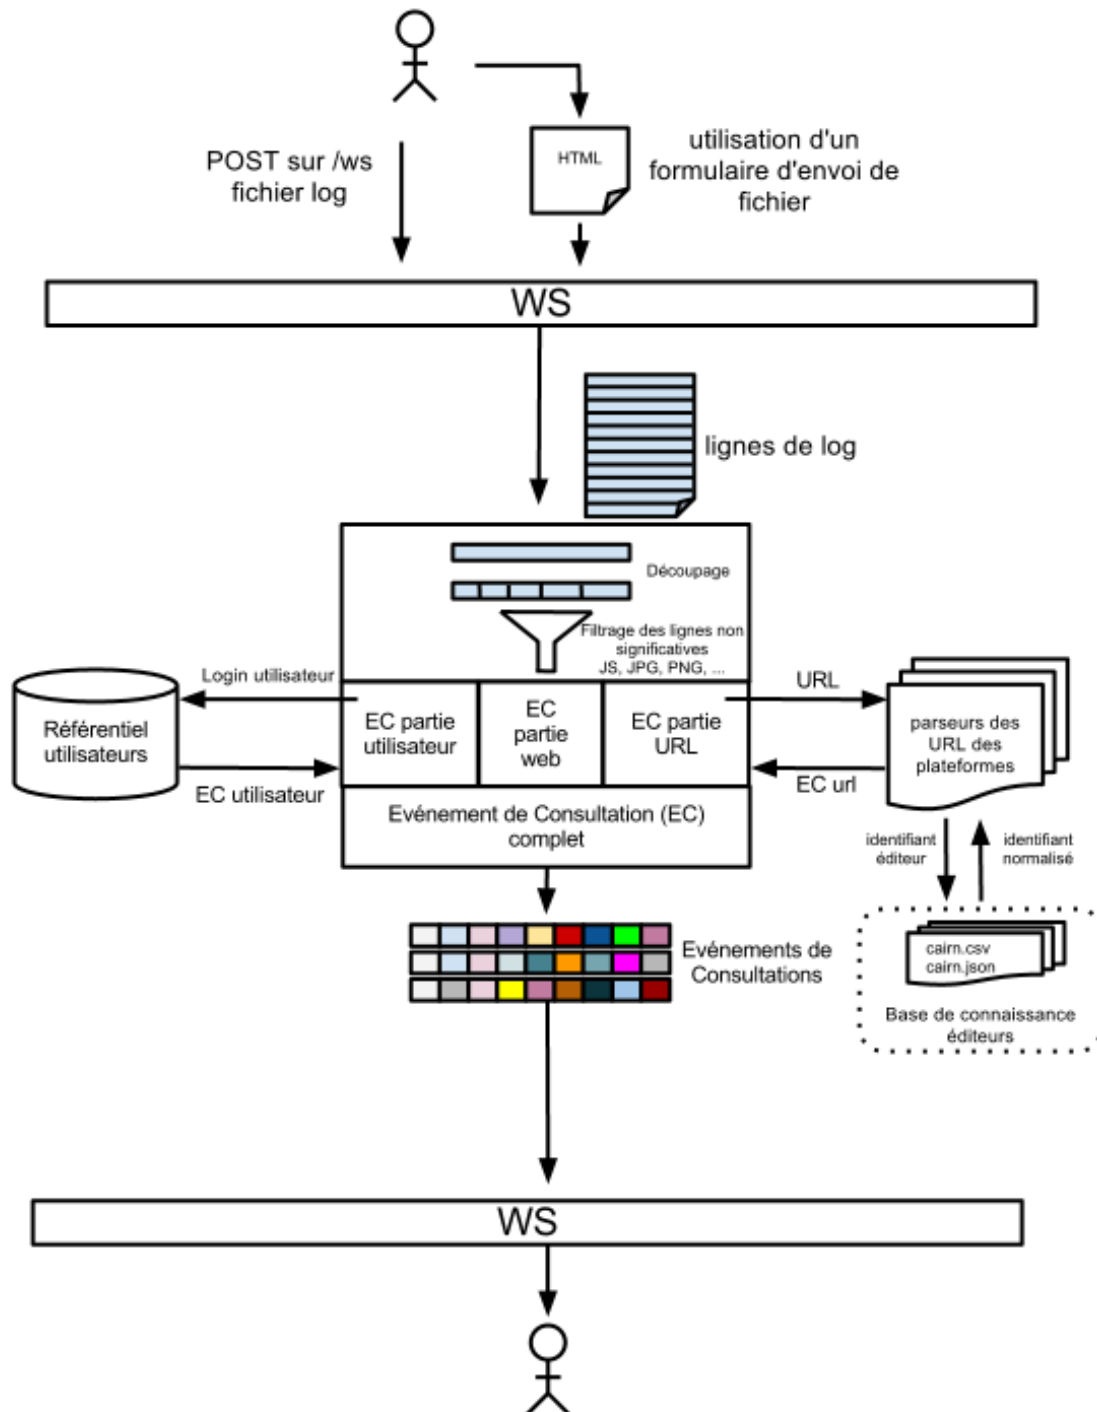 POST sur /ws
fichier log
HTML
utilisation d'un
formulaire d'envoi de
fichier
WS
lignes de log
Découpage
Filtrage des lignes non
significatives
JS, JPG, PNG, ...
Login utilisateur
URL
Référentiel
utilisateurs
EC partie
utilisateur
EC
partie
web
EC partie
URL
parseurs des
URL des
plateformes
EC utilisateur
EC url
Evénement de Consultation (EC)
complet
identifiant
éditeur
identifiant
normalisé
Evénements de
Consultations
cairn.csv
cairn.json
Base de connaissance
éditeurs
WS